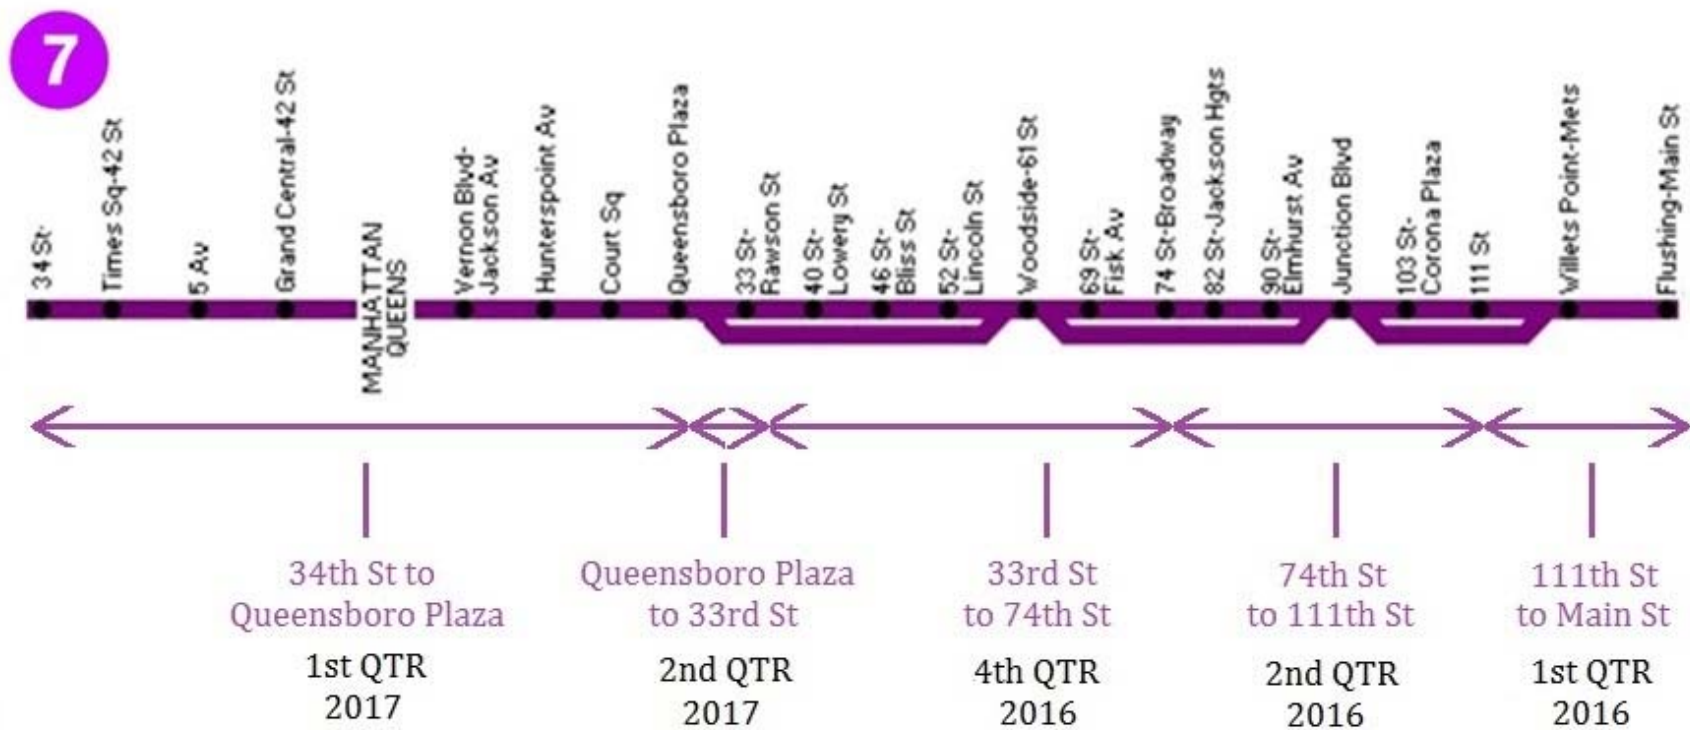 7
34 St
Times Sq-42 St
5 Av
Grand Central-42 St
MANHATTAN
QUEENS
Vernon Blvd-
Jackson Av
Hunterspoint Av
Court Sq
Queensboro Plaza
33 St-
Rawson St
40 St-
Lowery St
46 St-
Bliss St
52 St-
Lincoln St
Woodside-61 St
69 St-
Fisk Av
74 St-Broadway
82 St-Jackson Hgts
90 St-
Elmhurst Av
Junction Blvd
103 St-
Corona Plaza
111 St
Willets Point-Mets
Flushing-Main St
34th St to
Queensboro Plaza
1st QTR
2017
Queensboro Plaza
to 33rd St
2nd QTR
2017
33rd St
to 74th St
4th QTR
2016
74th St
to 111th St
2nd QTR
2016
111th St
to Main St
1st QTR
2016